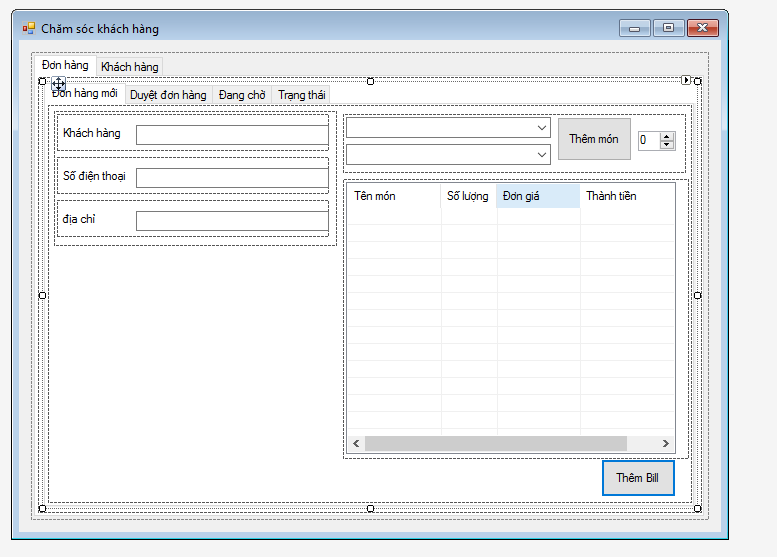 Chăm sóc khách hàng
Đơn hàng Khách hàng
Đơn hàng mới Duyệt đơn hàng Đang chờ Trạng thái
Khách hàng
Số điện thoại
địa chỉ
Thêm món 0
Tên món Số lượng Đơn giá Thành tiền
Thêm Bill